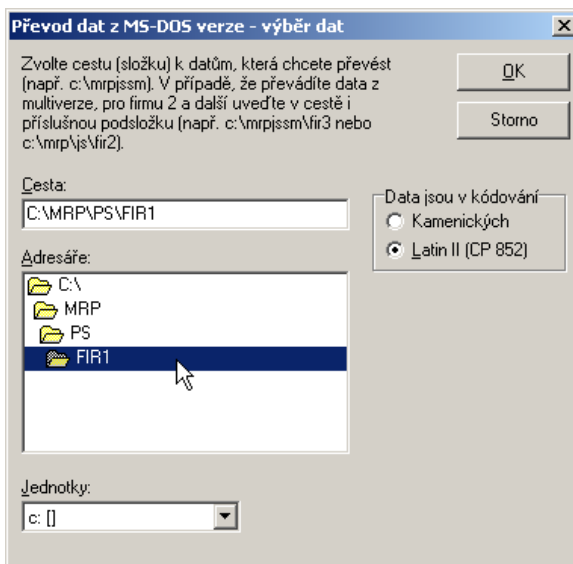 Převod dat z MS-DOS verze - výběr dat
Zvolte cestu (složku) k datům, která chcete převést
(např. c:\mrpjssm). V případě, že převádíte data z
multiverze, pro firmu 2 a další uveďte v cestě i
příslušnou podsložku (např. c:\mrpjssm\fir3 nebo
c:\mrp\js\fir2).
OK
Storno
Cesta:
C:\MRP\PS\FIR1
Data jsou v kódování
Kamenických
Latin II (CP 852)
Adresáře:
C:\
MRP
PS
FIR1
Jednotky:
c: []